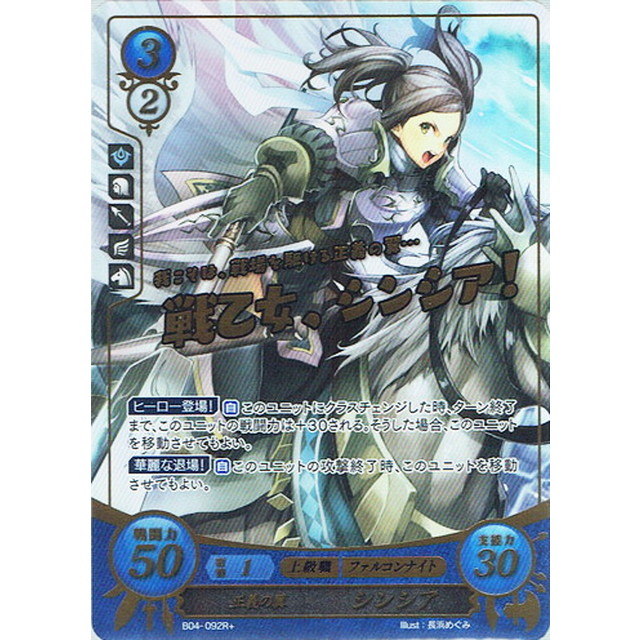 3
2
我こそは、戦場を駆ける正義の翼…
戦乙女、シンシア！
ヒーロー登場！ 自 このユニットにクラスチェンジした時、ターン終了
まで、このユニットの戦闘力は＋30される。そうした場合、このユニット
を移動させてもよい。
華麗な退場！ 自 このユニットの攻撃終了時、このユニットを移動
させてもよい。
戦闘力 50
射程 1
上級職 ファルコンナイト
支援力 30
シンシア
B04-092R+
Illust：長浜めぐみ